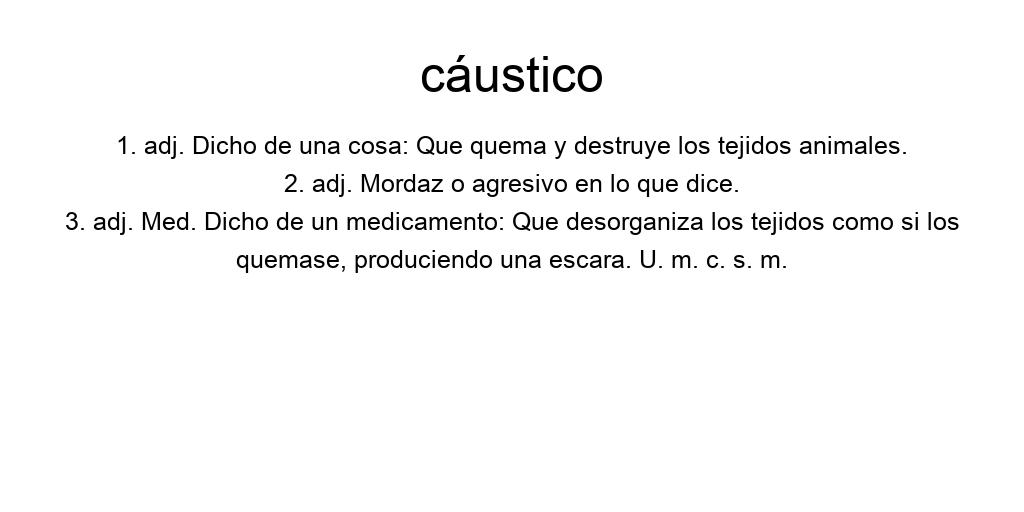 cáustico
1. adj. Dicho de una cosa: Que quema y destruye los tejidos animales.
2. adj. Mordaz o agresivo en lo que dice.
3. adj. Med. Dicho de un medicamento: Que desorganiza los tejidos como si los
quemase, produciendo una escara. U. m. c. s. m.